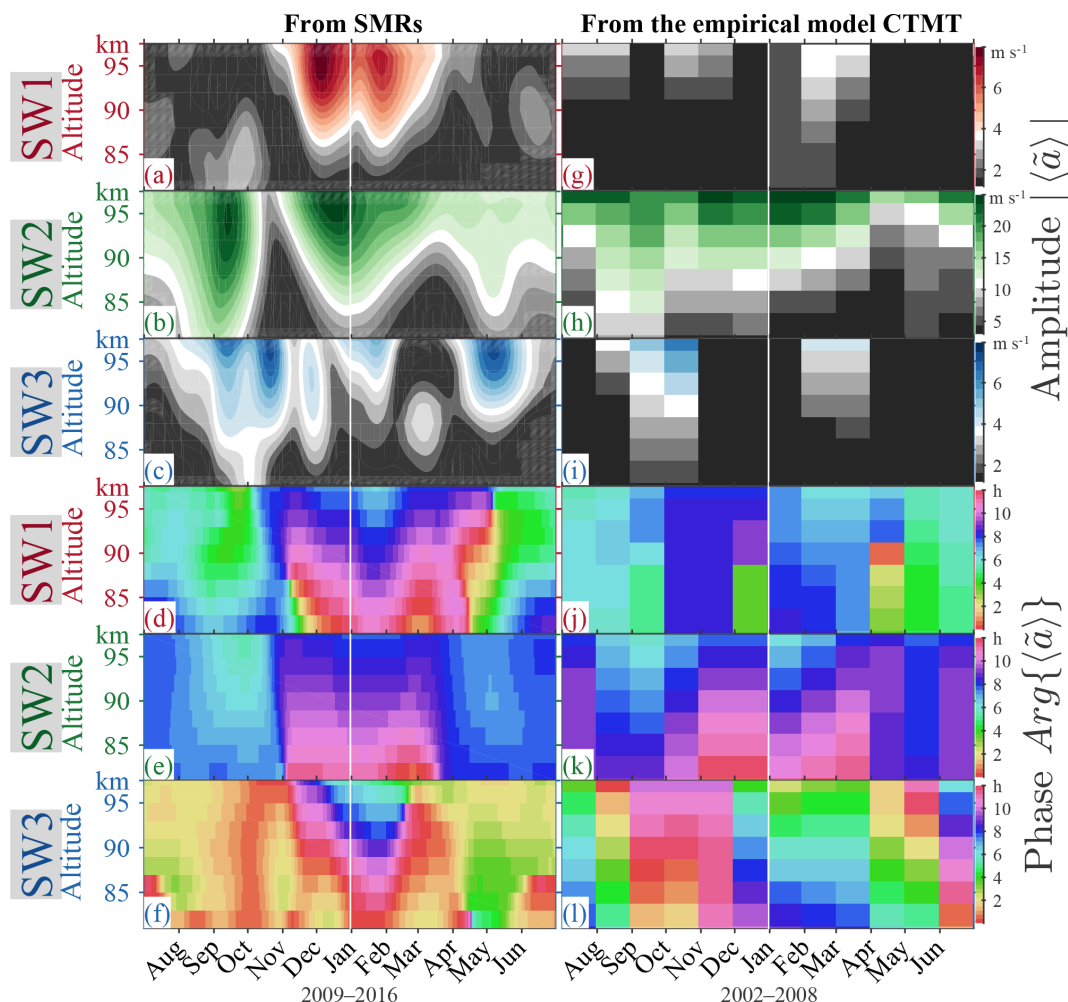 From SMRs
From the empirical model CTMT
SW1
Altitude
km
95
90
85
(a)
(g)
m s-1
6
4
2
SW2
Altitude
km
95
90
85
(b)
(h)
m s-1
20
15
10
5
SW3
Altitude
km
95
90
85
(c)
(i)
m s-1
6
4
2
Amplitude |⟨ã⟩|
SW1
Altitude
km
95
90
85
(d)
(j)
h
10
8
6
4
2
SW2
Altitude
km
95
90
85
(e)
(k)
h
10
8
6
4
2
SW3
Altitude
km
95
90
85
(f)
(l)
h
10
8
6
4
2
Phase Arg{⟨ã⟩}
Aug Sep Oct Nov Dec Jan Feb Mar Apr May Jun
Aug Sep Oct Nov Dec Jan Feb Mar Apr May Jun
2009–2016
2002–2008